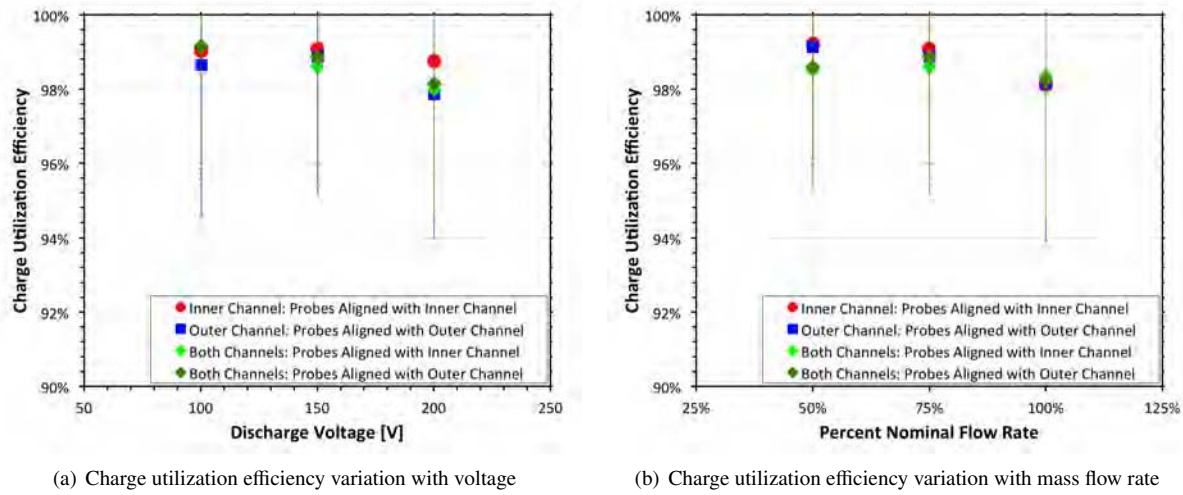 100%
98%
96%
94%
92%
90%
Charge Utilization Efficiency
Inner Channel: Probes Aligned with Inner Channel
Outer Channel: Probes Aligned with Outer Channel
Both Channels: Probes Aligned with Inner Channel
Both Channels: Probes Aligned with Outer Channel
50 100 150 200 250
Discharge Voltage [V]
(a) Charge utilization efficiency variation with voltage
100%
98%
96%
94%
92%
90%
Charge Utilization Efficiency
Inner Channel: Probes Aligned with Inner Channel
Outer Channel: Probes Aligned with Outer Channel
Both Channels: Probes Aligned with Inner Channel
Both Channels: Probes Aligned with Outer Channel
25% 50% 75% 100% 125%
Percent Nominal Flow Rate
(b) Charge utilization efficiency variation with mass flow rate